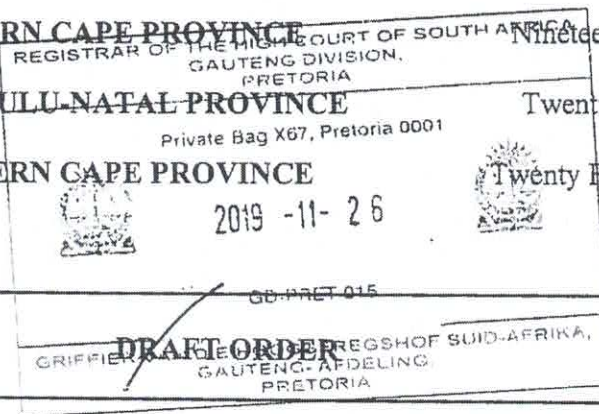 RN CAPE PROVINCE Ninetee
REGISTRAR OF THE HIGH COURT OF SOUTH AFRICA
GAUTENG DIVISION,
PRETORIA
ULU-NATAL PROVINCE Twent
Private Bag X67, Pretoria 0001
ERN CAPE PROVINCE Twenty F
2019 -11- 26
GD-PRET-015
DRAFT ORDER
GRIFFIER REGSHOF SUID-AFRIKA,
GAUTENG-AFDELING
PRETORIA